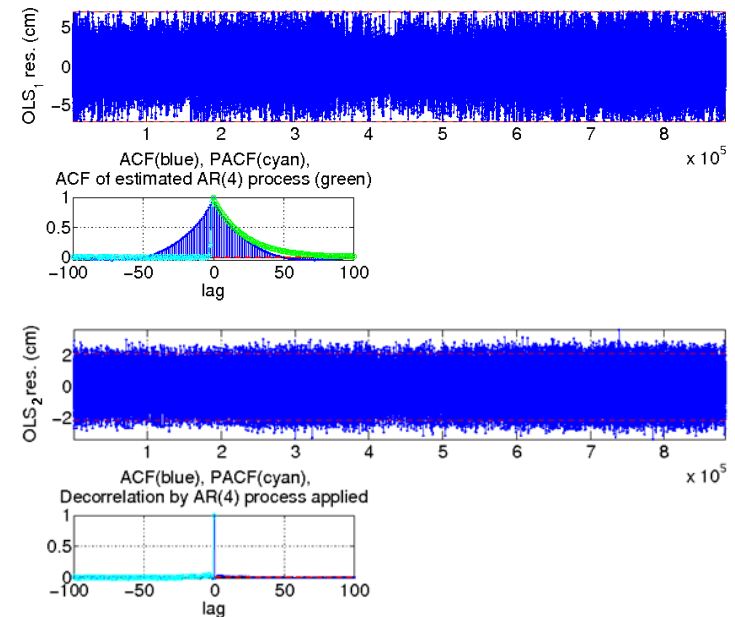 OLS1 res. (cm)
5
0
−5
1 2 3 4 5 6 7 8
x 10^5
ACF(blue), PACF(cyan),
ACF of estimated AR(4) process (green)
1
0.5
0
−100 −50 0 50 100
lag
OLS2 res. (cm)
2
0
−2
1 2 3 4 5 6 7 8
x 10^5
ACF(blue), PACF(cyan),
Decorrelation by AR(4) process applied
1
0.5
0
−100 −50 0 50 100
lag